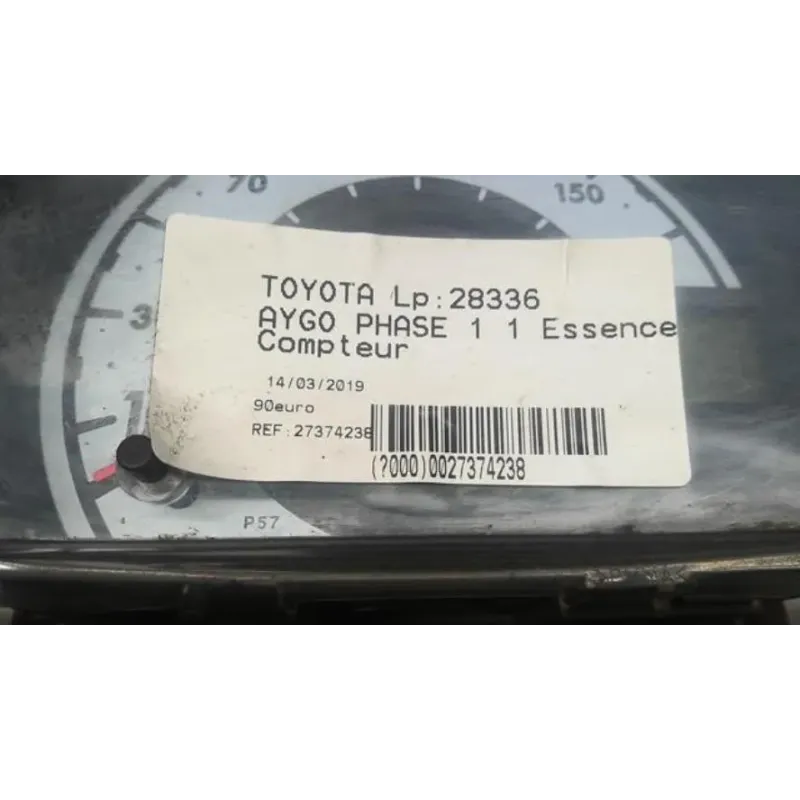 70
150
3
TOYOTA Lp:28336
AYGO PHASE 1 1 Essence
Compteur
14/03/2019
90euro
REF:27374238
(?000)0027374238
P57